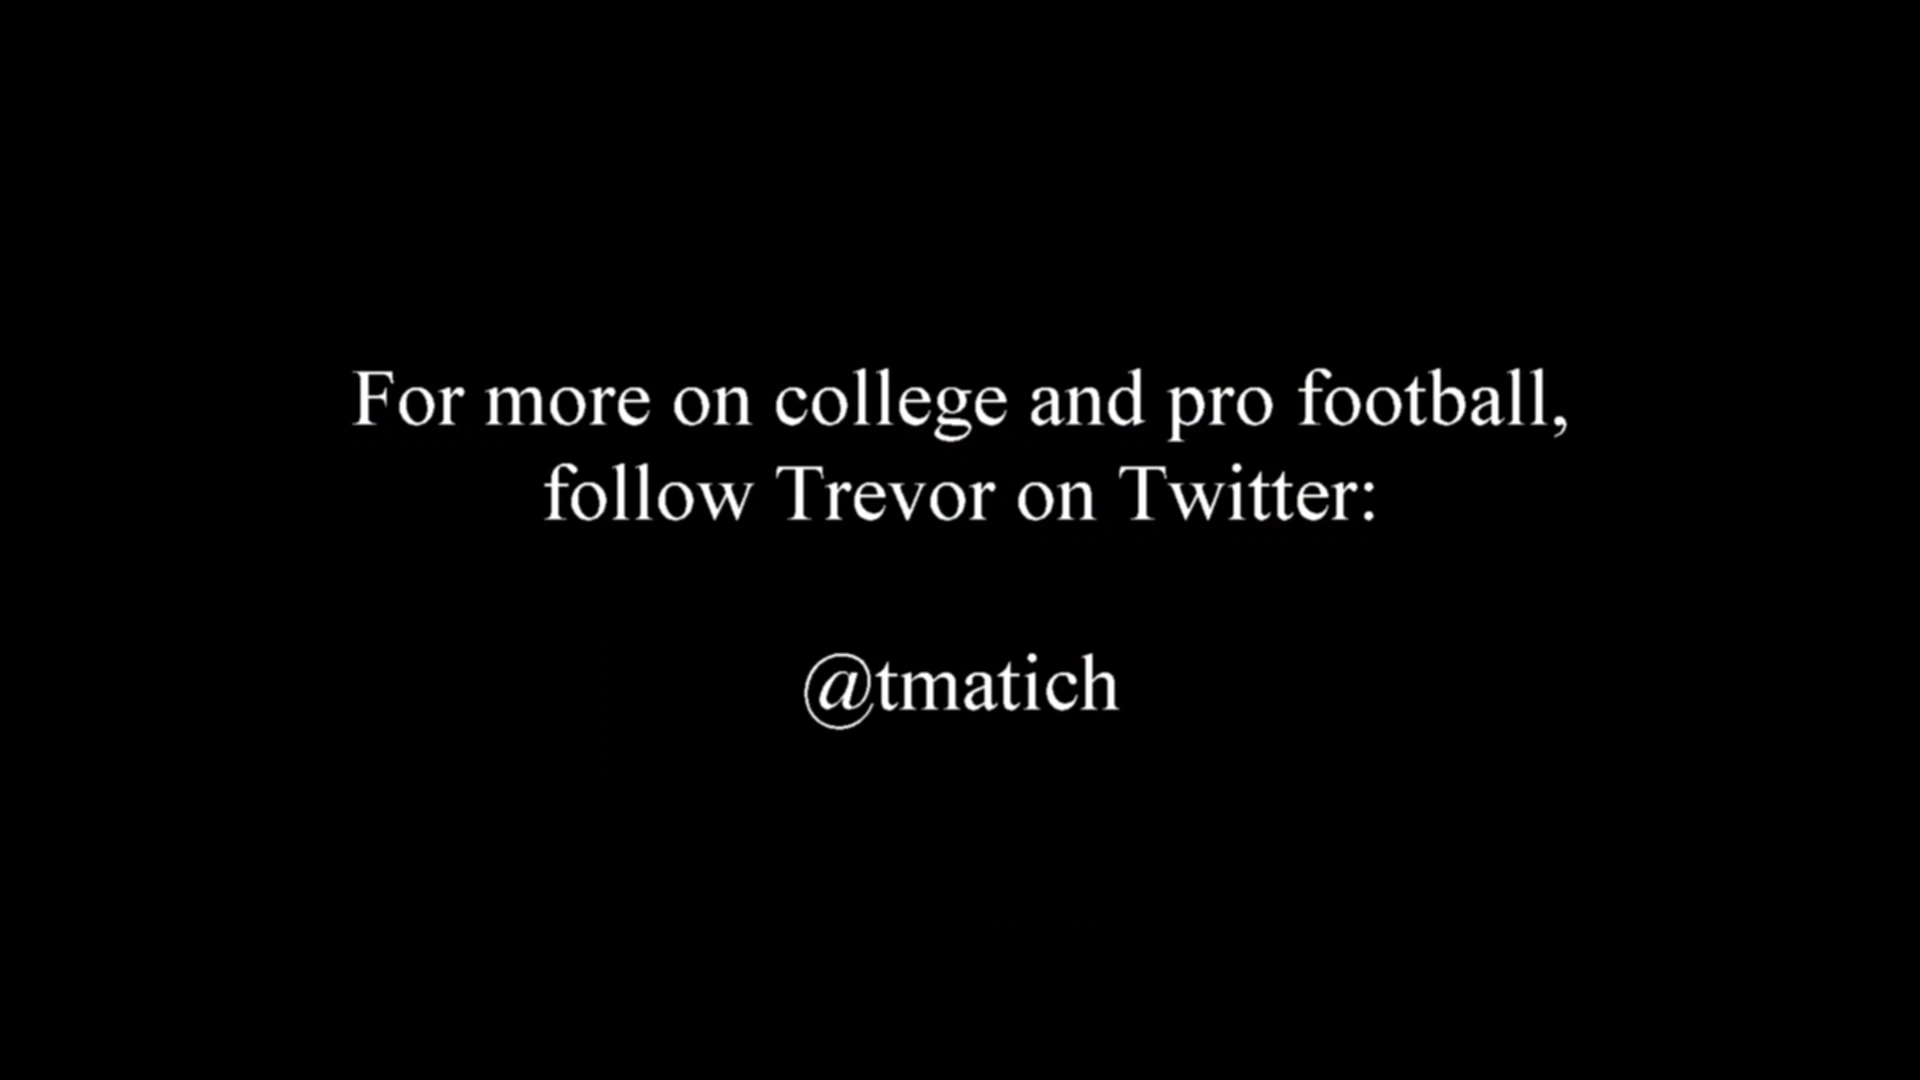 For more on college and pro football,
follow Trevor on Twitter:
@tmatich